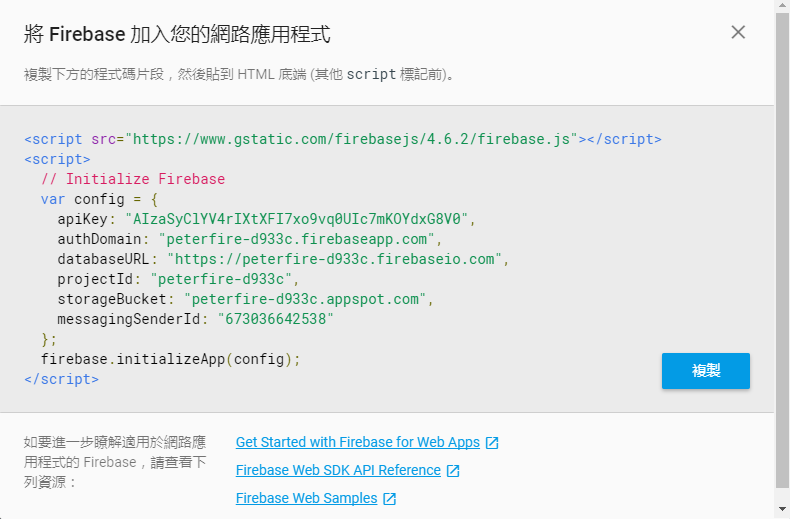 將 Firebase 加入您的網路應用程式
複製下方的程式碼片段，然後貼到 HTML 底端 (其他 script 標記前)。
<script src="https://www.gstatic.com/firebasejs/4.6.2/firebase.js"></script>
<script>
  // Initialize Firebase
  var config = {
    apiKey: "AIzaSyClYV4rIXtXFI7xo9vq0UIc7mKOYdxG8V0",
    authDomain: "peterfire-d933c.firebaseapp.com",
    databaseURL: "https://peterfire-d933c.firebaseio.com",
    projectId: "peterfire-d933c",
    storageBucket: "peterfire-d933c.appspot.com",
    messagingSenderId: "673036642538"
  };
  firebase.initializeApp(config);
</script>
複製
如要進一步瞭解適用於網路應
用程式的 Firebase，請查看下
列資源：
Get Started with Firebase for Web Apps
Firebase Web SDK API Reference
Firebase Web Samples